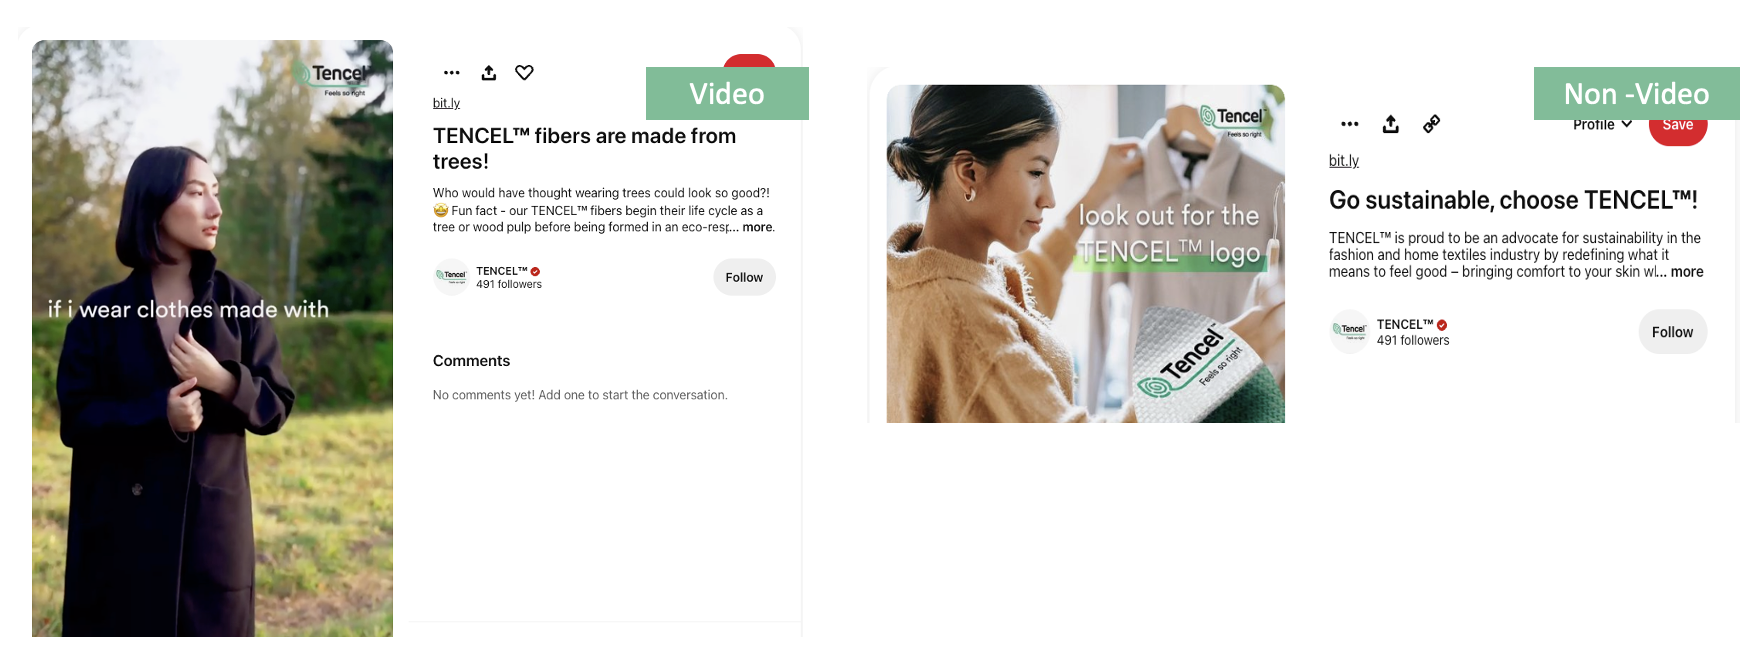 Tencel™
Feels so right
if i wear clothes made with
Video
bit.ly
TENCEL™ fibers are made from
trees!
Who would have thought wearing trees could look so good?!
🤩 Fun fact - our TENCEL™ fibers begin their life cycle as a
tree or wood pulp before being formed in an eco-resp... more.
Tencel
TENCEL™
491 followers
Follow
Comments
No comments yet! Add one to start the conversation.
Tencel™
Feels so right
look out for the
TENCEL™ logo
Tencel™
Feels so right
Non -Video
Profile
Save
bit.ly
Go sustainable, choose TENCEL™!
TENCEL™ is proud to be an advocate for sustainability in the
fashion and home textiles industry by redefining what it
means to feel good – bringing comfort to your skin wl... more
Tencel
TENCEL™
491 followers
Follow